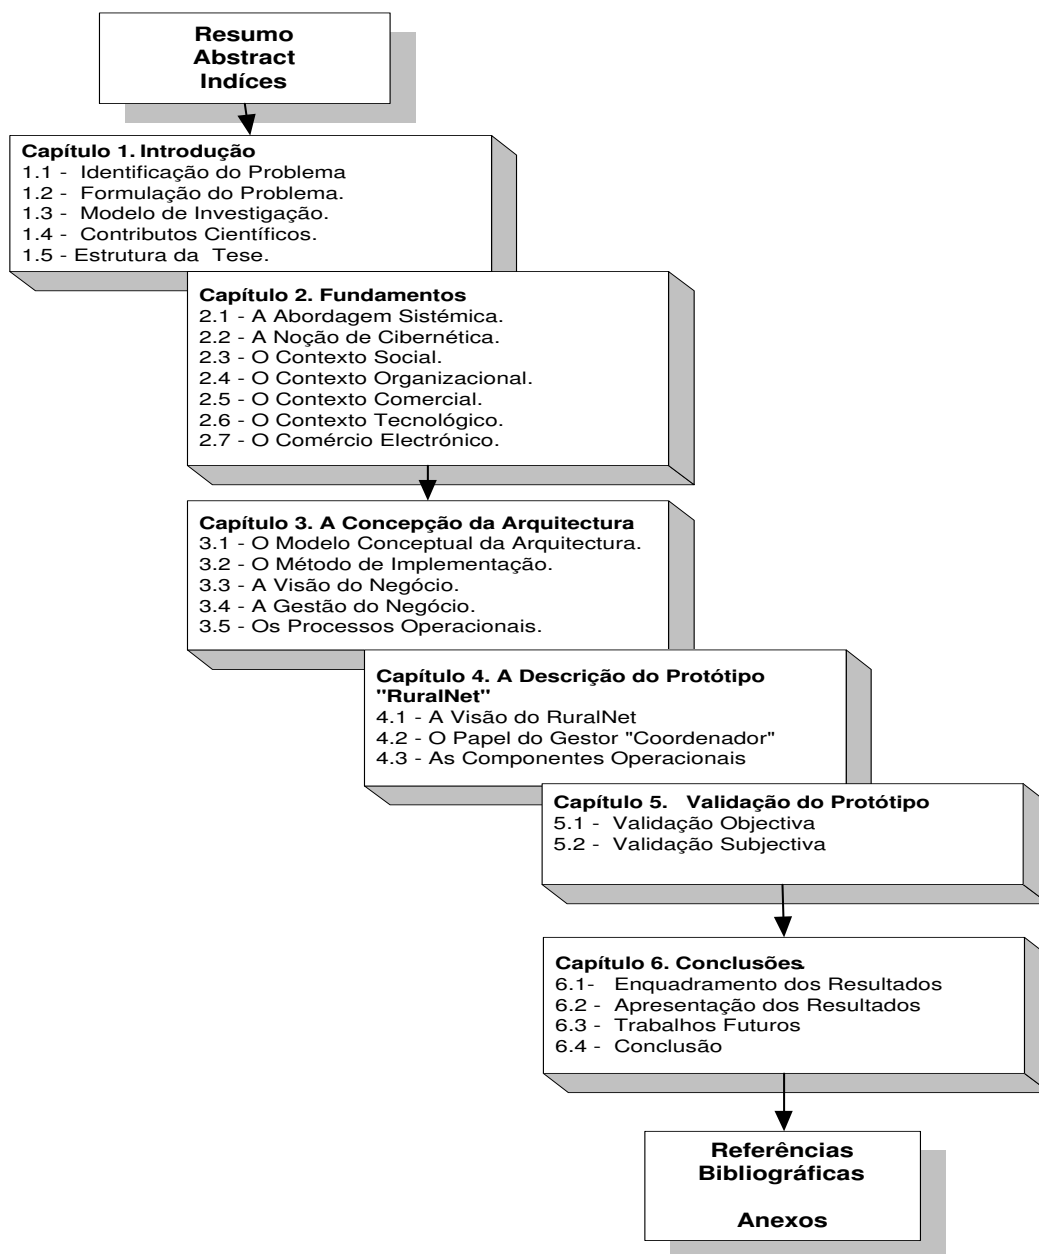 Resumo
Abstract
Indíces
Capítulo 1. Introdução
1.1 - Identificação do Problema
1.2 - Formulação do Problema.
1.3 - Modelo de Investigação.
1.4 - Contributos Científicos.
1.5 - Estrutura da Tese.
Capítulo 2. Fundamentos
2.1 - A Abordagem Sistémica.
2.2 - A Noção de Cibernética.
2.3 - O Contexto Social.
2.4 - O Contexto Organizacional.
2.5 - O Contexto Comercial.
2.6 - O Contexto Tecnológico.
2.7 - O Comércio Electrónico.
Capítulo 3. A Concepção da Arquitectura
3.1 - O Modelo Conceptual da Arquitectura.
3.2 - O Método de Implementação.
3.3 - A Visão do Negócio.
3.4 - A Gestão do Negócio.
3.5 - Os Processos Operacionais.
Capítulo 4. A Descrição do Protótipo
"RuralNet"
4.1 - A Visão do RuralNet
4.2 - O Papel do Gestor "Coordenador"
4.3 - As Componentes Operacionais
Capítulo 5. Validação do Protótipo
5.1 - Validação Objectiva
5.2 - Validação Subjectiva
Capítulo 6. Conclusões.
6.1- Enquadramento dos Resultados
6.2 - Apresentação dos Resultados
6.3 - Trabalhos Futuros
6.4 - Conclusão
Referências
Bibliográficas
Anexos